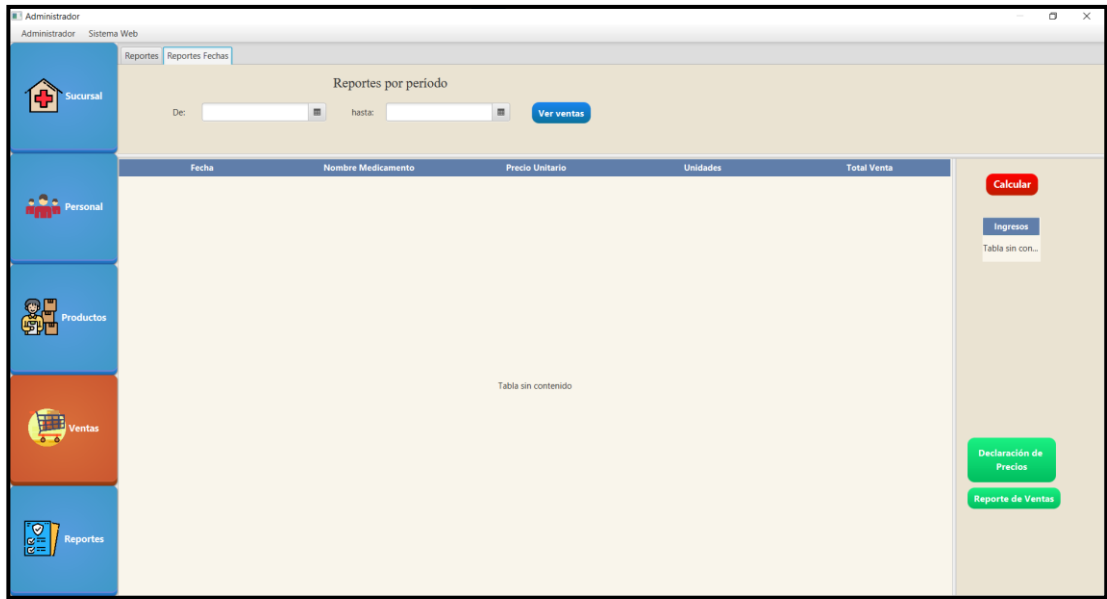 Administrador
Administrador Sistema Web
Reportes Reportes Fechas
Reportes por periodo
De: hasta: Ver ventas
Sucursal
Personal
Productos
Ventas
Reportes
Fecha Nombre Medicamento Precio Unitario Unidades Total Venta
Tabla sin contenido
Calcular
Ingresos
Tabla sin con...
Declaración de
Precios
Reporte de Ventas